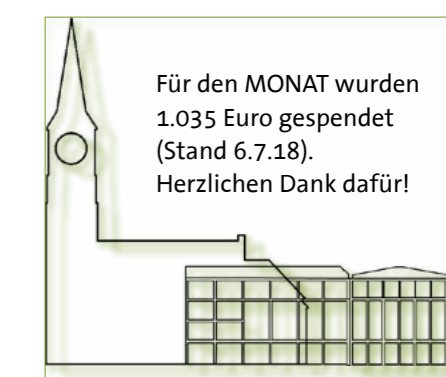 Für den MONAT wurden
1.035 Euro gespendet
(Stand 6.7.18).
Herzlichen Dank dafür!